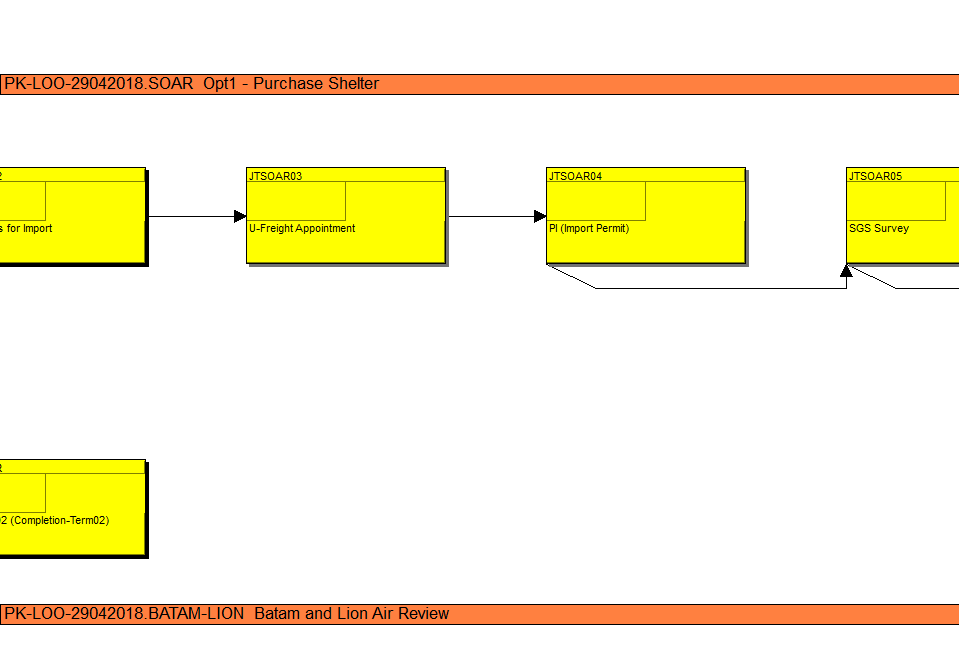 PK-LOO-29042018.SOAR  Opt1 - Purchase Shelter
2
JTSOAR03
JTSOAR04
JTSOAR05
for Import
U-Freight Appointment
PI (Import Permit)
SGS Survey
2 (Completion-Term02)
PK-LOO-29042018.BATAM-LION  Batam and Lion Air Review